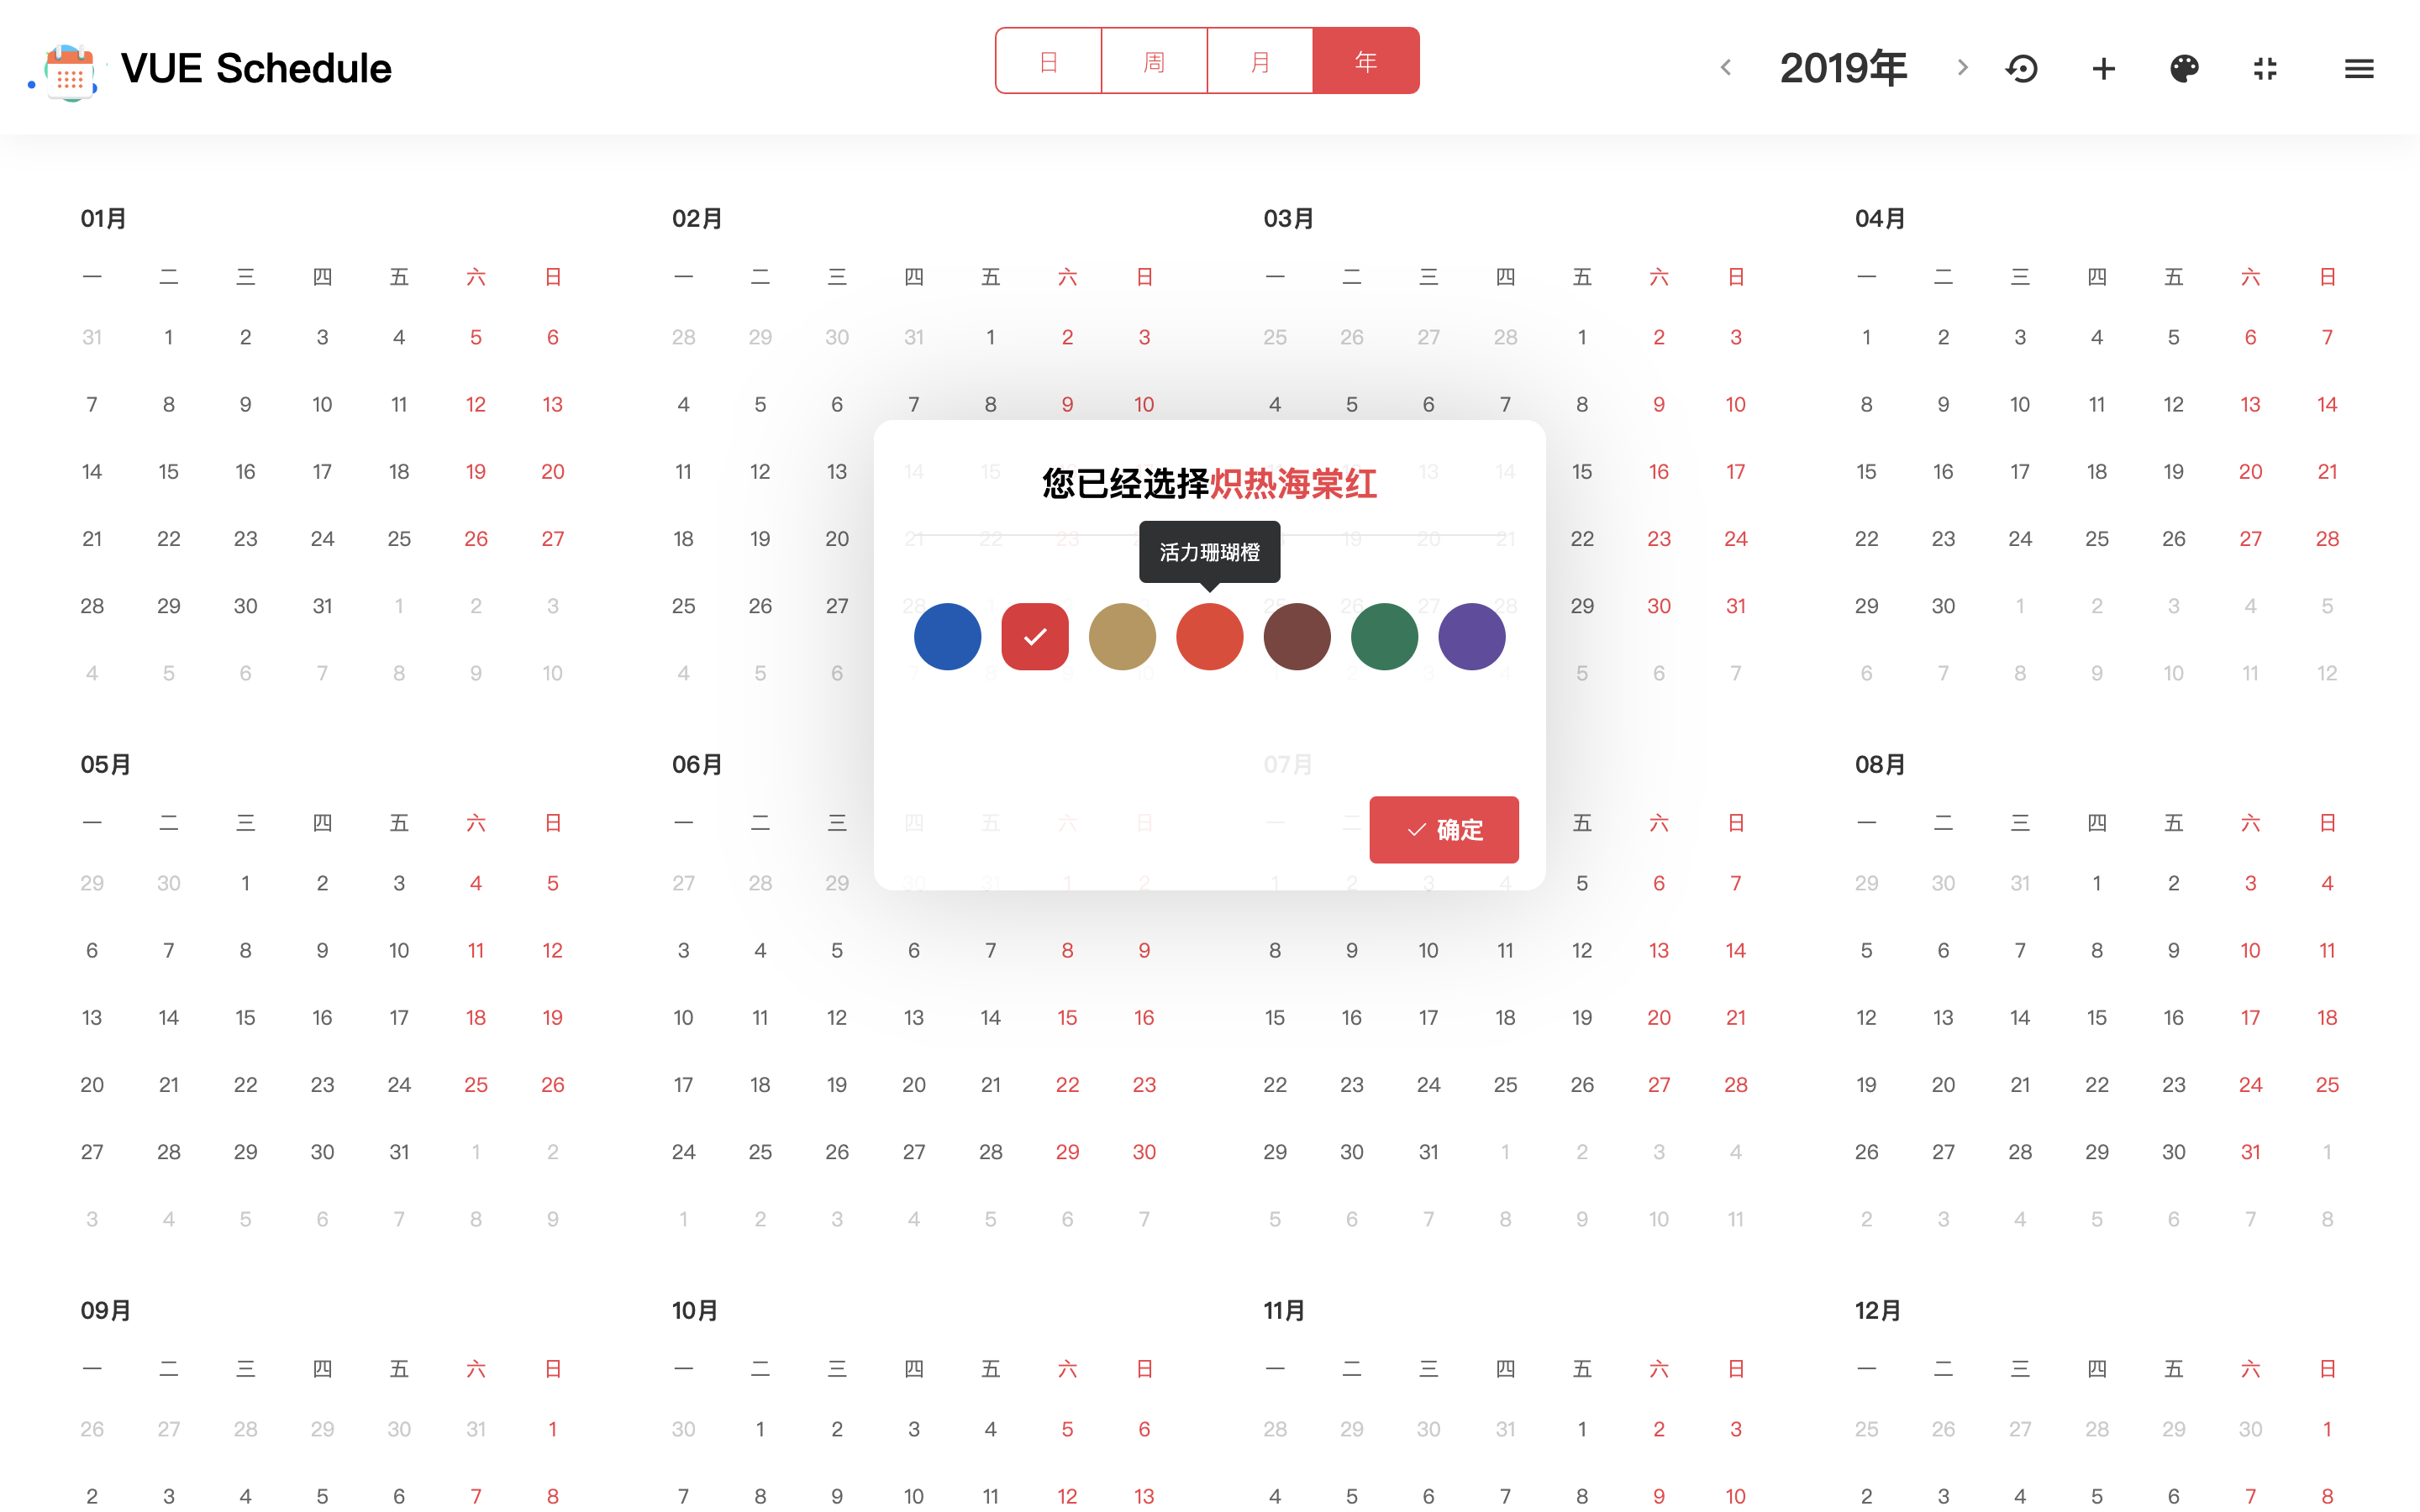 VUE Schedule 日 周 月 年 2019年
01月 02月 03月 04月
一 二 三 四 五 六 日 一 二 三 四 五 六 日 一 二 三 四 五 六 日 一 二 三 四 五 六 日
31 1 2 3 4 5 6 28 29 30 31 1 2 3 25 26 27 28 1 2 3 1 2 3 4 5 6 7
7 8 9 10 11 12 13 4 5 6 7 8 9 10 4 5 6 7 8 9 10 8 9 10 11 12 13 14
14 15 16 17 18 19 20 11 12 13 14 15 13 14 15 16 17 15 16 17 18 19 20 21
您已经选择炽热海棠红
21 22 23 24 25 26 27 18 19 20 21 22 23 19 20 21 22 23 24 22 23 24 25 26 27 28
活力珊瑚橙
28 29 30 31 1 2 3 25 26 27 28 25 26 27 28 29 30 31 29 30 1 2 3 4 5
4 5 6 7 8 9 10 4 5 6 7 8 9 10 1 2 3 4 5 6 7 6 7 8 9 10 11 12
05月 06月 07月 08月
一 二 三 四 五 六 日 一 二 三 四 五 六 日 一 二 五 六 日 一 二 三 四 五 六 日
确定
29 30 1 2 3 4 5 27 28 29 30 31 1 2 1 2 3 4 5 6 7 29 30 31 1 2 3 4
6 7 8 9 10 11 12 3 4 5 6 7 8 9 8 9 10 11 12 13 14 5 6 7 8 9 10 11
13 14 15 16 17 18 19 10 11 12 13 14 15 16 15 16 17 18 19 20 21 12 13 14 15 16 17 18
20 21 22 23 24 25 26 17 18 19 20 21 22 23 22 23 24 25 26 27 28 19 20 21 22 23 24 25
27 28 29 30 31 1 2 24 25 26 27 28 29 30 29 30 31 1 2 3 4 26 27 28 29 30 31 1
3 4 5 6 7 8 9 1 2 3 4 5 6 7 5 6 7 8 9 10 11 2 3 4 5 6 7 8
09月 10月 11月 12月
一 二 三 四 五 六 日 一 二 三 四 五 六 日 一 二 三 四 五 六 日 一 二 三 四 五 六 日
26 27 28 29 30 31 1 30 1 2 3 4 5 6 28 29 30 31 1 2 3 25 26 27 28 29 30 1
2 3 4 5 6 7 8 7 8 9 10 11 12 13 4 5 6 7 8 9 10 2 3 4 5 6 7 8